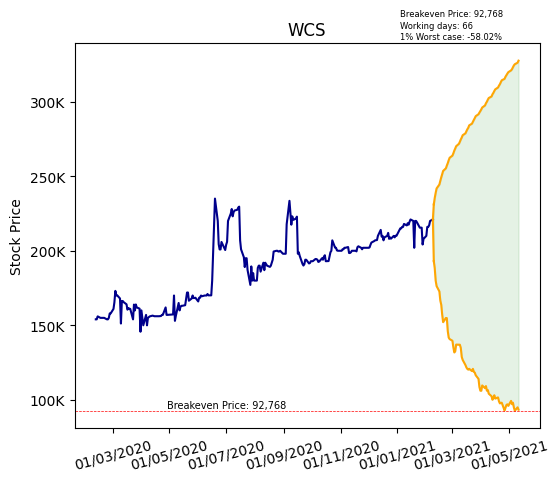 Breakeven Price: 92,768
Working days: 66
1% Worst case: -58.02%
WCS
Stock Price
300K
250K
200K
150K
100K
Breakeven Price: 92,768
01/03/2020
01/05/2020
01/07/2020
01/09/2020
01/11/2020
01/01/2021
01/03/2021
01/05/2021